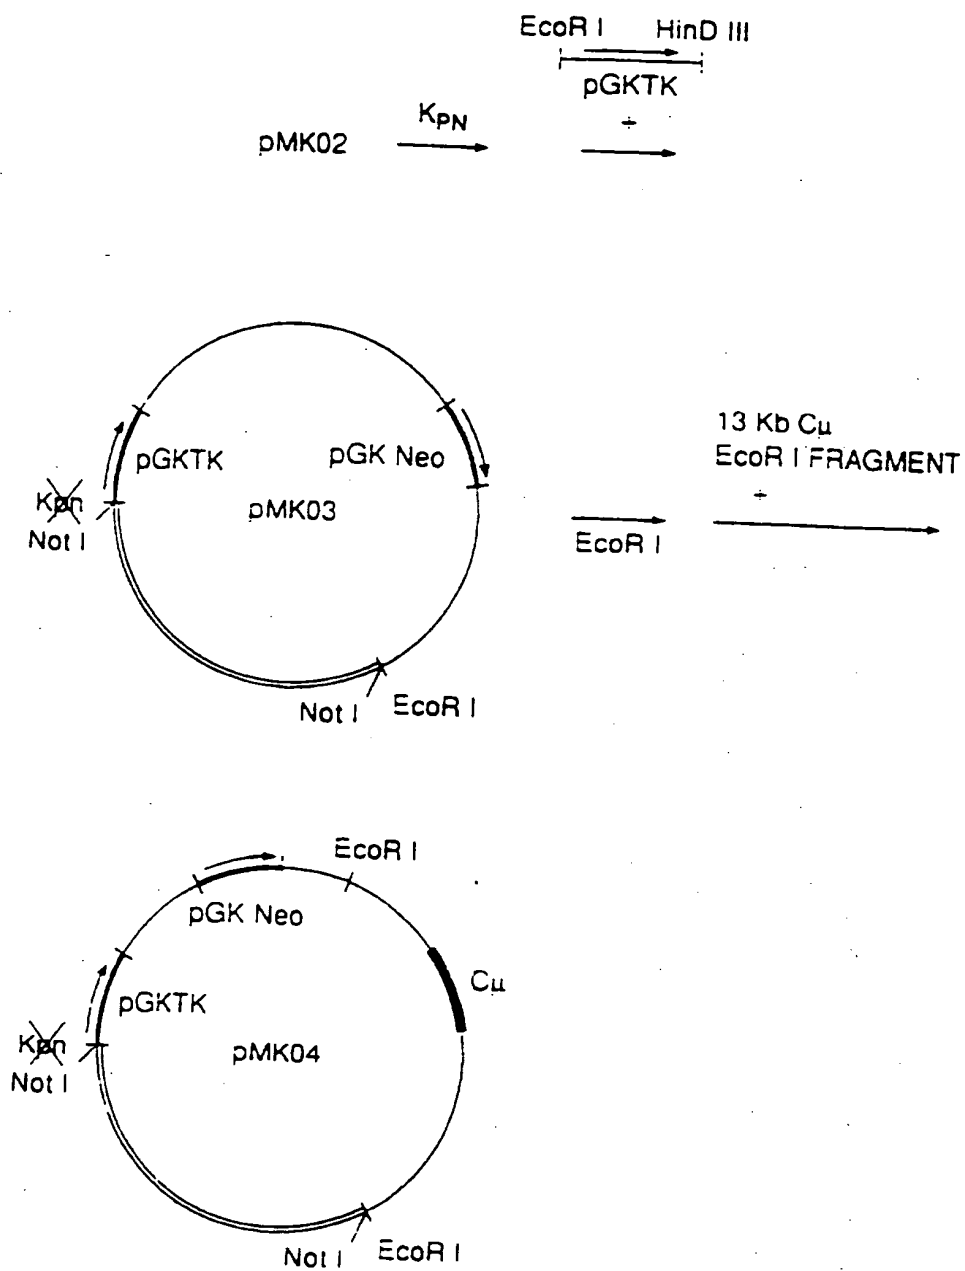 EcoR I HinD III
pGKTK
+
pMK02
KPN
pGKTK
pGK Neo
Kpn
Not I
pMK03
Not I
EcoR I
EcoR I
13 Kb Cµ
EcoR I FRAGMENT
+
EcoR I
pGK Neo
Cµ
pGKTK
Kpn
Not I
pMK04
Not I
EcoR I